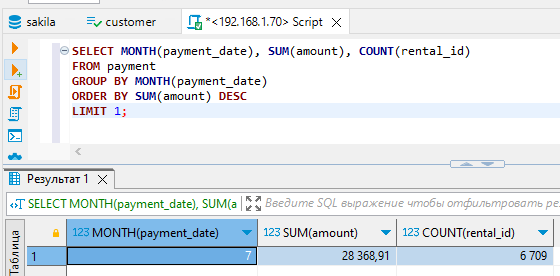 sakila customer *<192.168.1.70> Script
SELECT MONTH(payment_date), SUM(amount), COUNT(rental_id)
FROM payment
GROUP BY MONTH(payment_date)
ORDER BY SUM(amount) DESC
LIMIT 1;
Результат 1
SELECT MONTH(payment_date), SUM(a Введите SQL выражение чтобы отфильтровать ре
Таблица
123 MONTH(payment_date) 123 SUM(amount) 123 COUNT(rental_id)
1 7 28 368,91 6 709